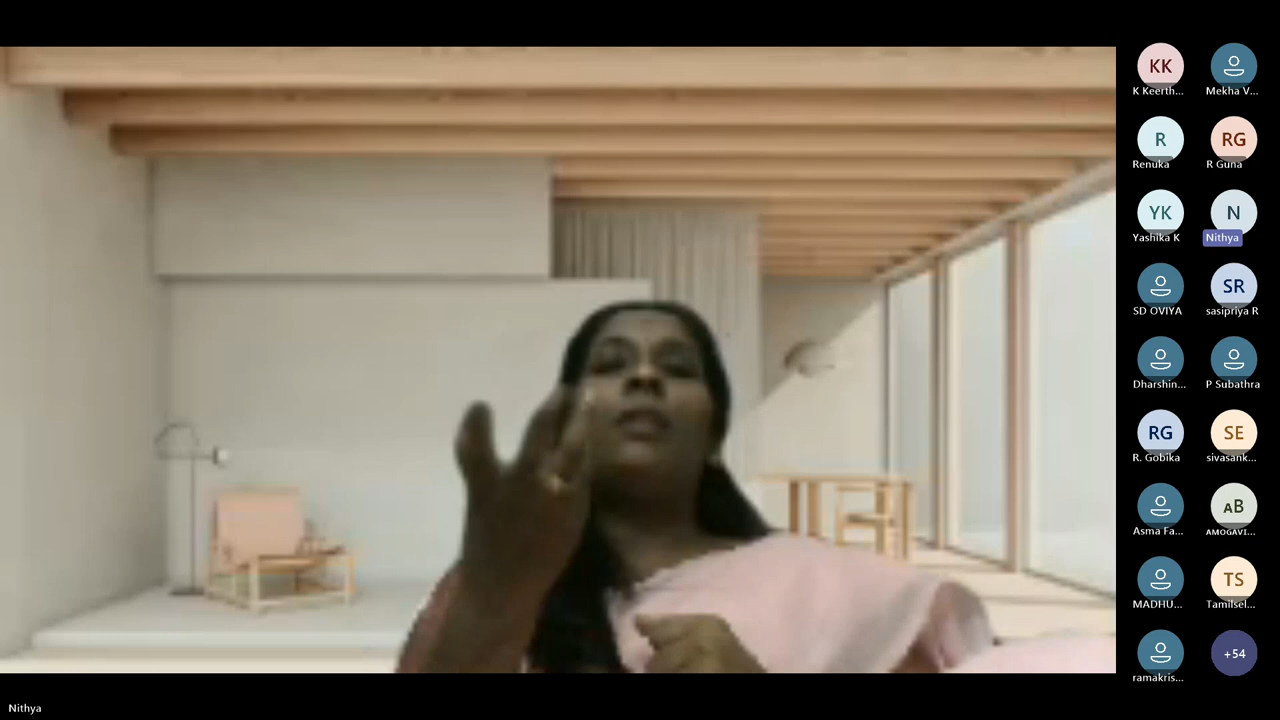 KK
K Keerth...
Mekha V...
R
Renuka
RG
R Guna
YK
Yashika K
N
Nithya
SD OVIYA
SR
sasipriya R
Dharshin...
P Subathra
RG
R. Gobika
SE
sivasank...
Asma Fa...
AB
AMOGAVI...
MADHU...
TS
Tamilsel...
ramakris...
+54
Nithya